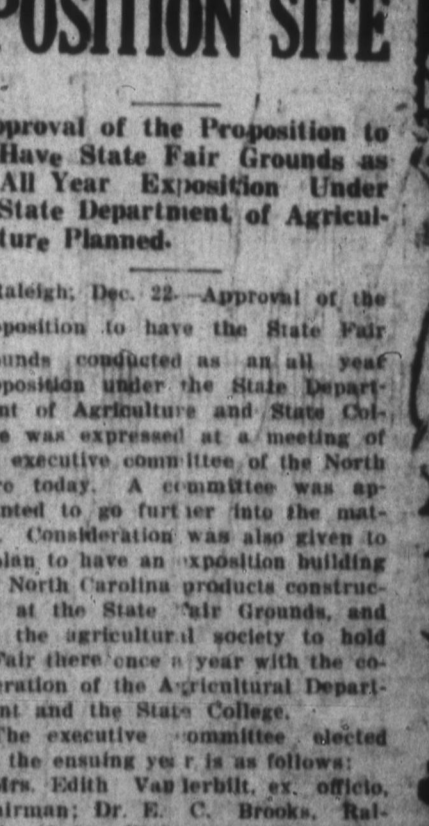 POSITION SITE
pproval of the Proposition to
Have State Fair Grounds as
All Year Exposition Under
State Department of Agricul-
ture Planned.
Raleigh, Dec. 22. Approval of the
oposition to have the State Fair
ounds conducted as an all year
position under the State Depart-
nt of Agriculture and State Col-
e was expressed at a meeting of
executive committee of the North
ro today. A committee was ap-
nted to go further into the mat-
. Consideration was also given to
plan to have an exposition building
North Carolina products construc-
at the State Fair Grounds, and
the agricultural society to hold
Fair there once a year with the co-
eration of the Agricultural Depart-
nt and the State College.
The executive committee elected
the ensuing year is as follows:
Mrs. Edith Vanderbilt, ex. officio,
airman; Dr. E. C. Brooks, Ral-